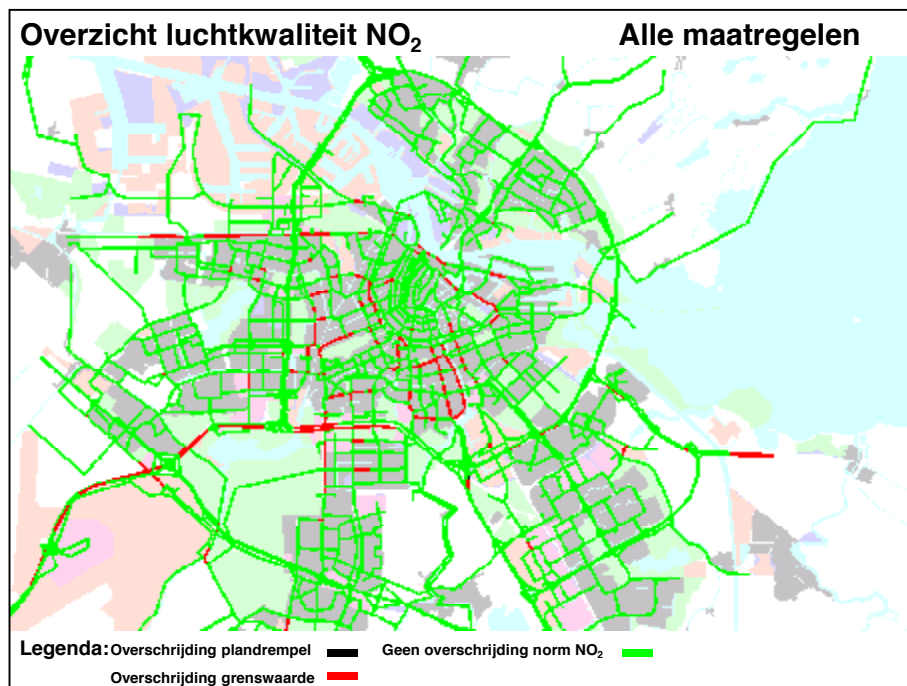 Overzicht luchtkwaliteit NO₂ Alle maatregelen
Legenda: Overschrijding plandrempel Geen overschrijding norm NO₂
Overschrijding grenswaarde